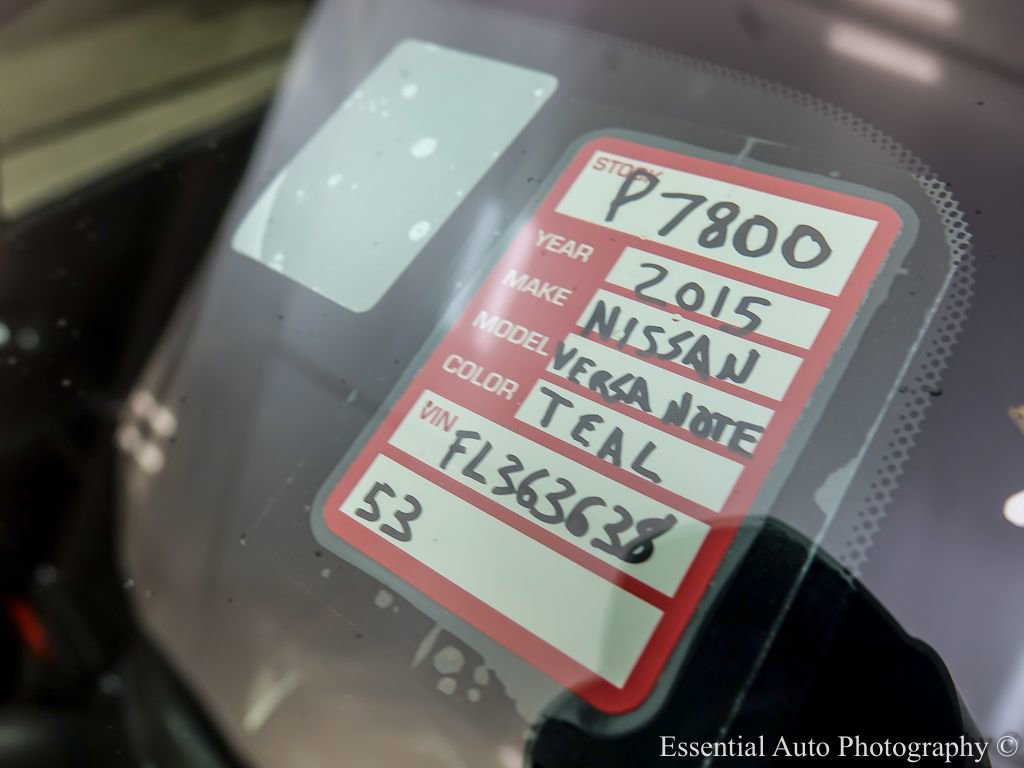 STOCK P7800
YEAR 2015
MAKE NISSAN
MODEL VERSA NOTE
COLOR TEAL
VIN FL363638
53
Essential Auto Photography ©